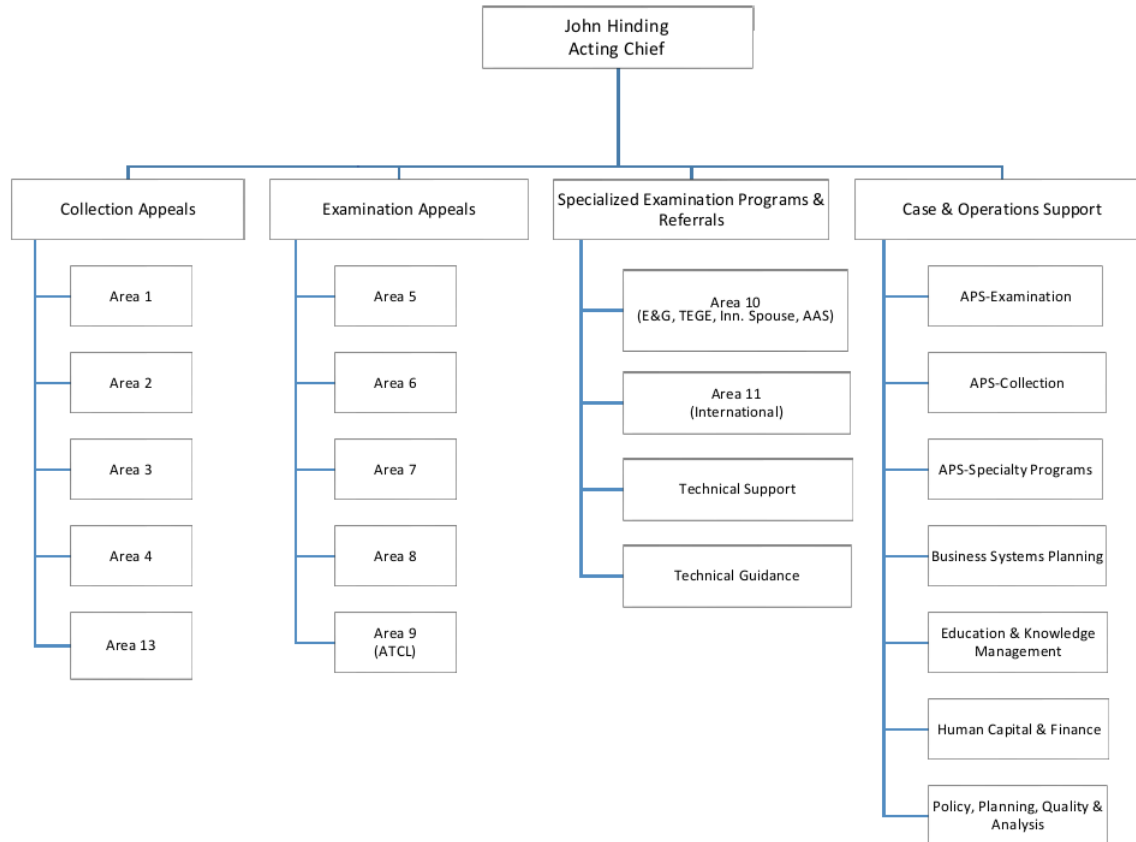 John Hinding
Acting Chief
Collection Appeals
Area 1
Area 2
Area 3
Area 4
Area 13
Examination Appeals
Area 5
Area 6
Area 7
Area 8
Area 9
(ATCL)
Specialized Examination Programs &
Referrals
Area 10
(E&G, TEGE, Inn. Spouse, AAS)
Area 11
(International)
Technical Support
Technical Guidance
Case & Operations Support
APS-Examination
APS-Collection
APS-Specialty Programs
Business Systems Planning
Education & Knowledge
Management
Human Capital & Finance
Policy, Planning, Quality &
Analysis